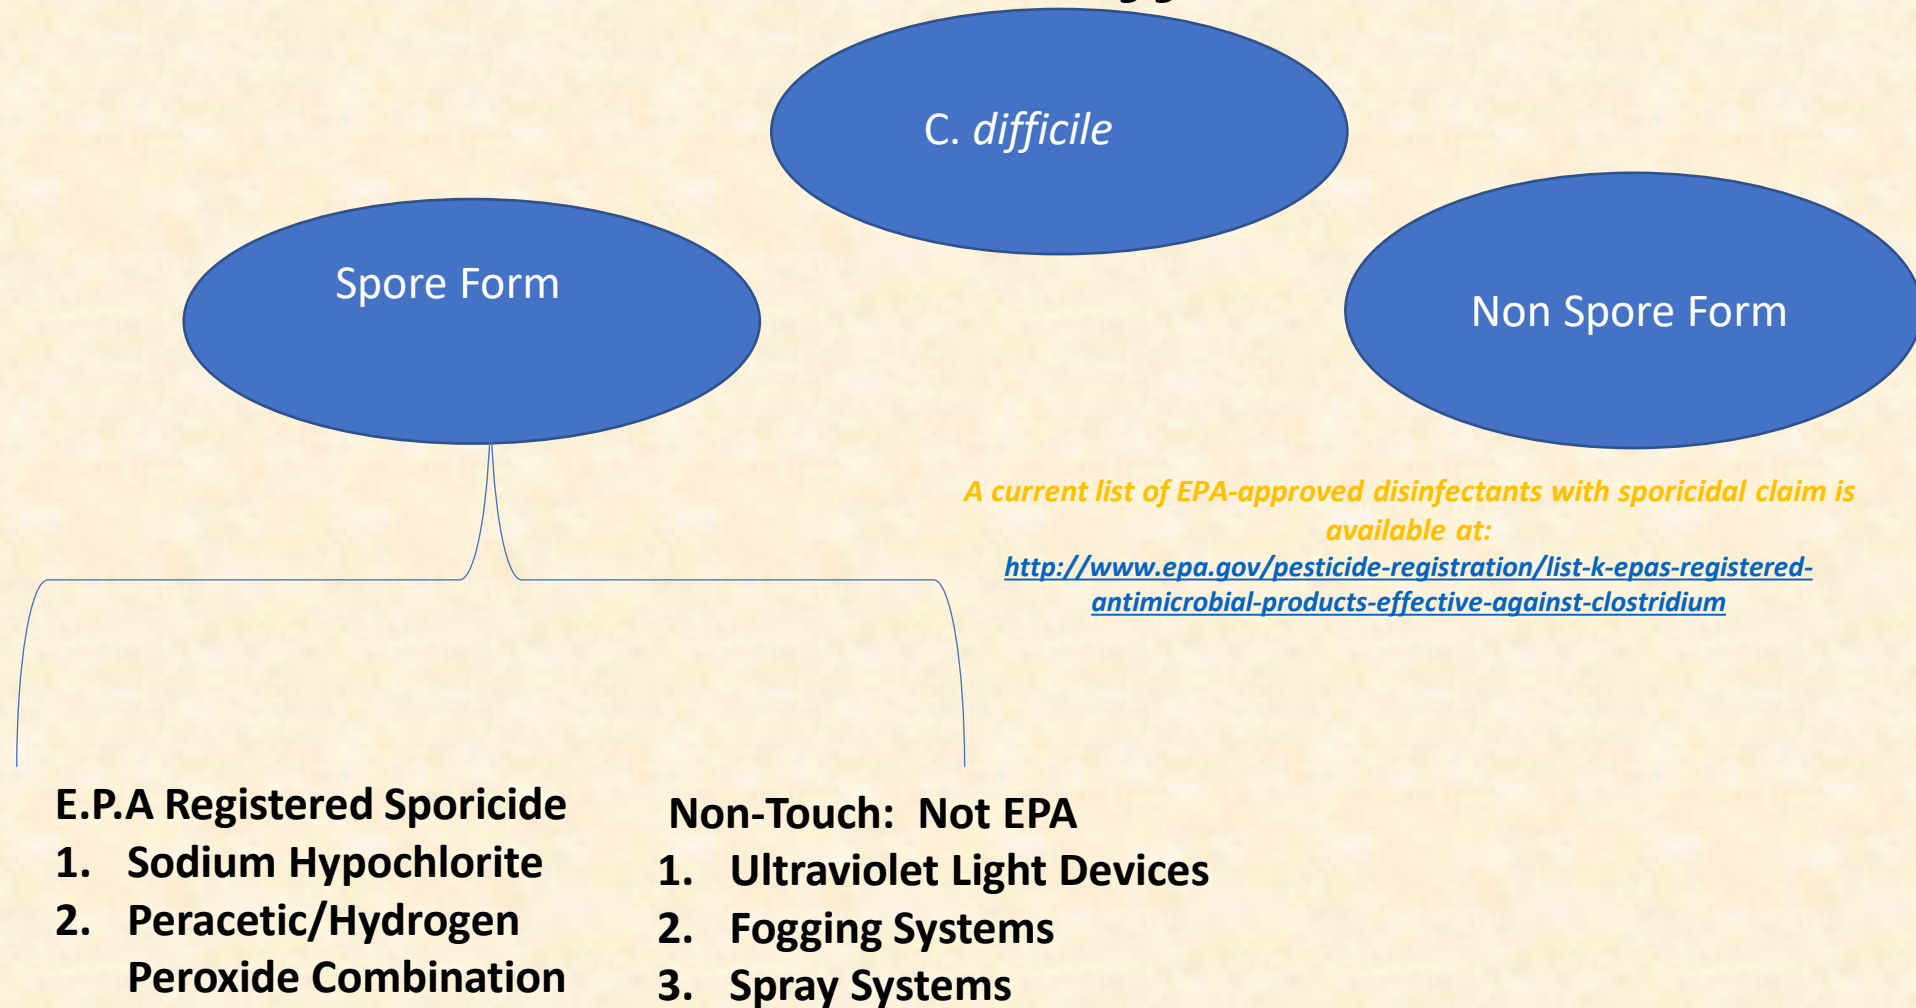 C. difficile
Spore Form
Non Spore Form
A current list of EPA-approved disinfectants with sporicidal claim is
available at:
http://www.epa.gov/pesticide-registration/list-k-epas-registered-
antimicrobial-products-effective-against-clostridium
E.P.A Registered Sporicide
1. Sodium Hypochlorite
2. Peracetic/Hydrogen
Peroxide Combination
Non-Touch: Not EPA
1. Ultraviolet Light Devices
2. Fogging Systems
3. Spray Systems